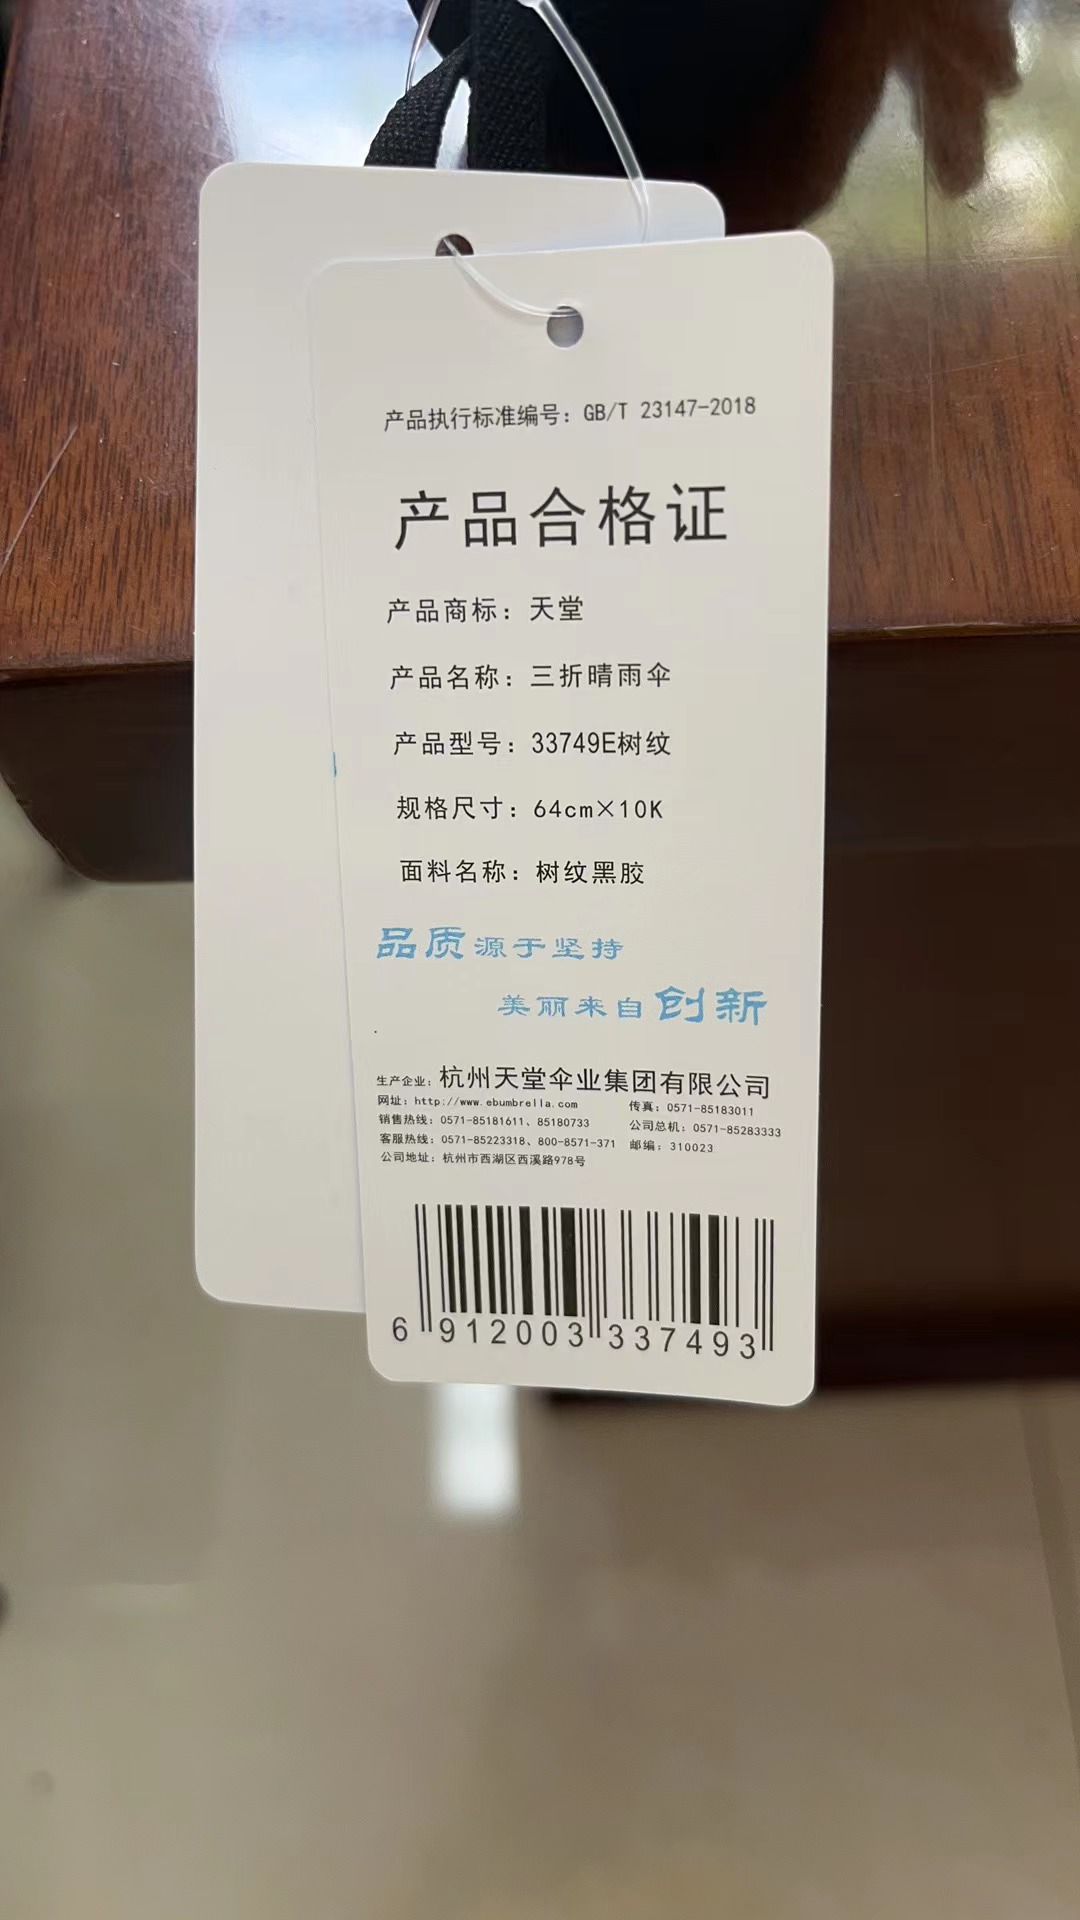 产品执行标准编号：GB/T 23147-2018
产品合格证
产品商标：天堂
产品名称：三折晴雨伞
产品型号：33749E树纹
规格尺寸：64cm×10K
面料名称：树纹黑胶
品质源于坚持
美丽来自创新
生产企业：杭州天堂伞业集团有限公司
网址：http://www.ebumbrella.com 传真：0571-85183011
销售热线：0571-85181611、85180733 公司总机：0571-85283333
客服热线：0571-85223318、800-8571-371 邮编：310023
公司地址：杭州市西湖区西溪路978号
6 912003 337493